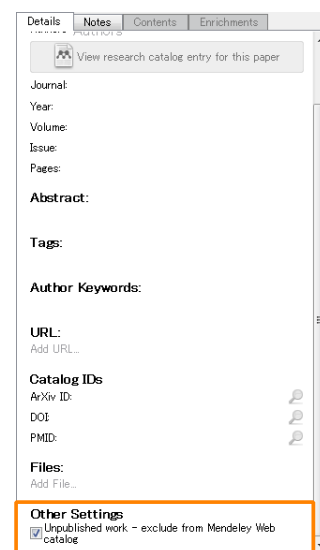 Details Notes Contents Enrichments
Authors
View research catalog entry for this paper
Journal:
Year:
Volume:
Issue:
Pages:
Abstract:
Tags:
Author Keywords:
URL:
Add URL...
Catalog IDs
ArXiv ID:
DOI:
PMID:
Files:
Add File...
Other Settings
Unpublished work - exclude from Mendeley Web
catalog